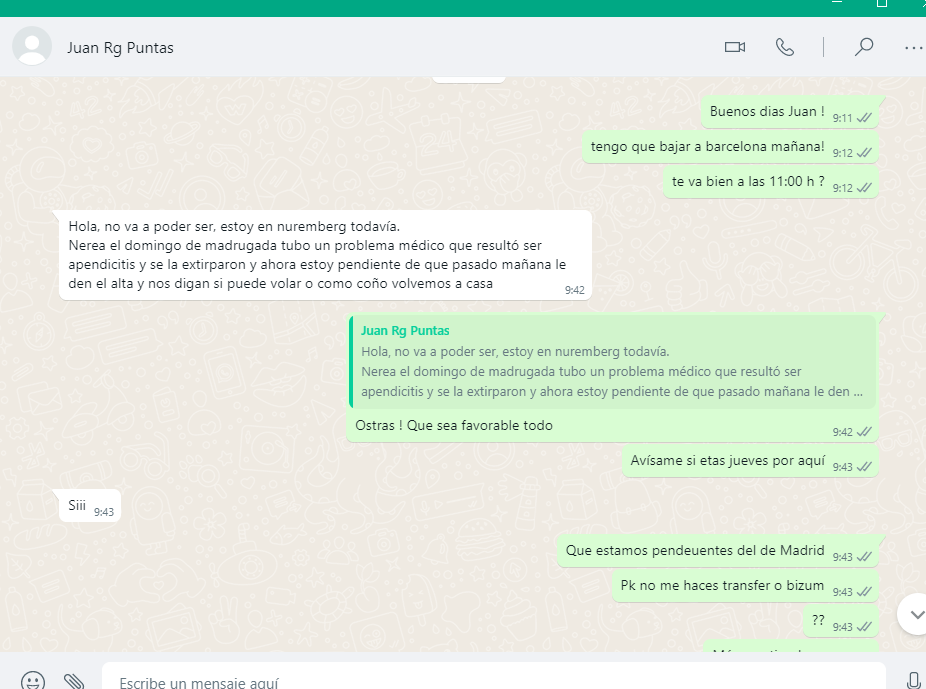 Juan Rg Puntas
Buenos dias Juan !
9:11
tengo que bajar a barcelona mañana!
9:12
te va bien a las 11:00 h ?
9:12
Hola, no va a poder ser, estoy en nuremberg todavía.
Nerea el domingo de madrugada tubo un problema médico que resultó ser
apendicitis y se la extirparon y ahora estoy pendiente de que pasado mañana le
den el alta y nos digan si puede volar o como coño volvemos a casa
9:42
Juan Rg Puntas
Hola, no va a poder ser, estoy en nuremberg todavía.
Nerea el domingo de madrugada tubo un problema médico que resultó ser
apendicitis y se la extirparon y ahora estoy pendiente de que pasado mañana le den ...
Ostras ! Que sea favorable todo
9:42
Avísame si etas jueves por aquí
9:43
Siii
9:43
Que estamos pendeuentes del de Madrid
9:43
Pk no me haces transfer o bizum
9:43
??
9:43
Escribe un mensaje aquí